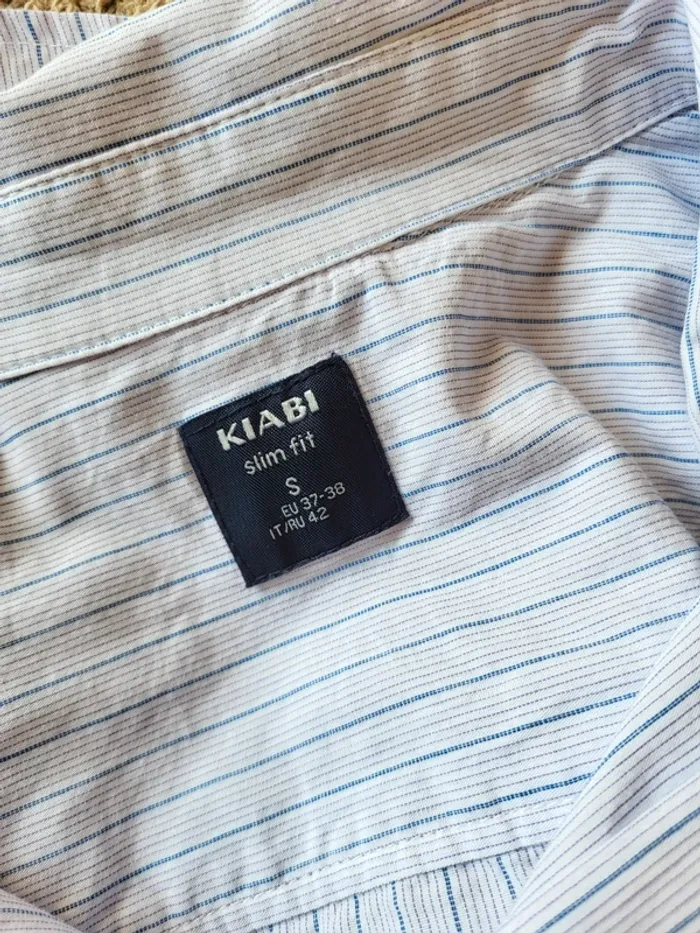 KIABI
slim fit
S
EU 37-38
IT/RU 42